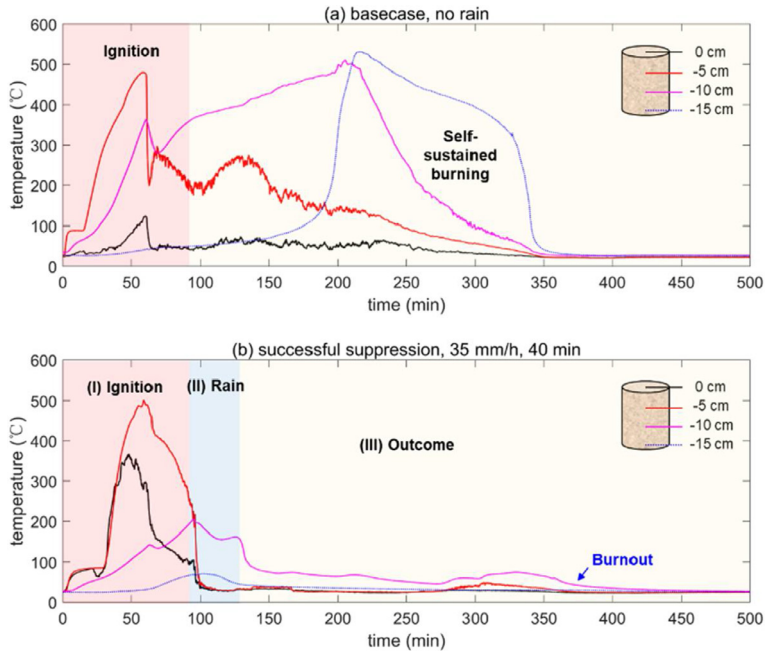 (a) basecase, no rain
600
500
400
300
200
100
0
temperature (℃)
Ignition
Self-
sustained
burning
0 cm
-5 cm
-10 cm
-15 cm
0 50 100 150 200 250 300 350 400 450 500
time (min)
(b) successful suppression, 35 mm/h, 40 min
600
500
400
300
200
100
0
temperature (℃)
(I) Ignition
(II) Rain
(III) Outcome
Burnout
0 cm
-5 cm
-10 cm
-15 cm
0 50 100 150 200 250 300 350 400 450 500
time (min)